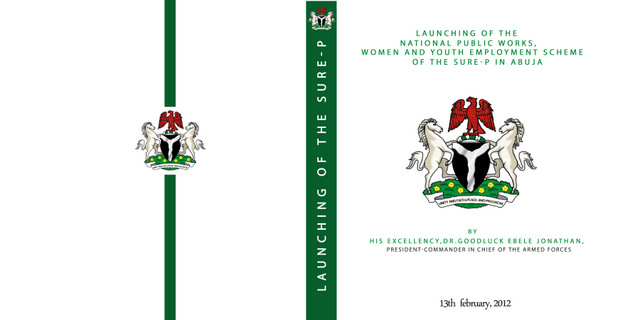 LAUNCHING OF THE SURE-P
LAUNCHING OF THE
NATIONAL PUBLIC WORKS,
WOMEN AND YOUTH EMPLOYMENT SCHEME
OF THE SURE-P IN ABUJA
UNITY AND FAITH, PEACE AND PROGRESS
BY
HIS EXCELLENCY,DR.GOODLUCK EBELE JONATHAN,
PRESIDENT-COMMANDER IN CHIEF OF THE ARMED FORCES
13th february, 2012